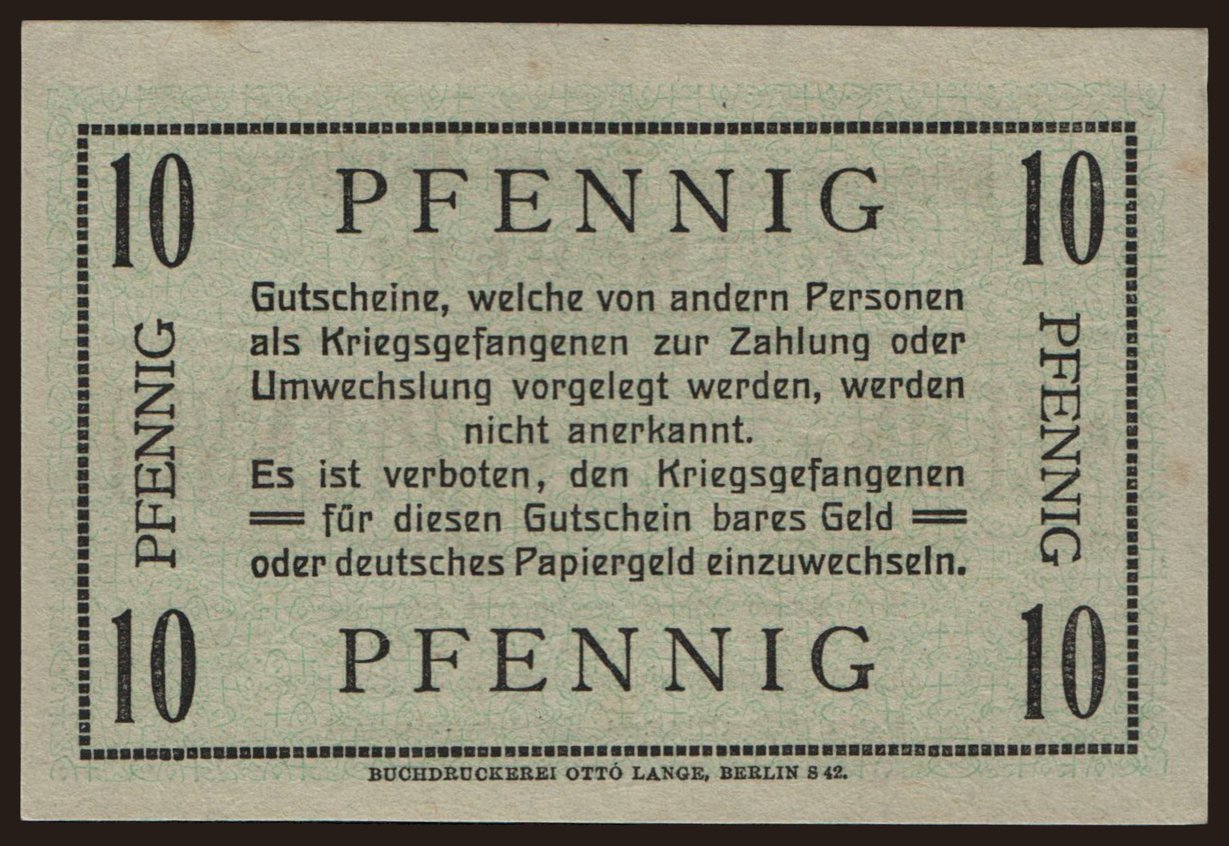 10 PFENNIG 10
Gutscheine, welche von andern Personen
als Kriegsgefangenen zur Zahlung oder
Umwechslung vorgelegt werden, werden
nicht anerkannt.
Es ist verboten, den Kriegsgefangenen
für diesen Gutschein bares Geld
oder deutsches Papiergeld einzuwechseln.
PFENNIG
PFENNIG
10 PFENNIG 10
BUCHDRUCKEREI OTTO LANGE, BERLIN S 42.